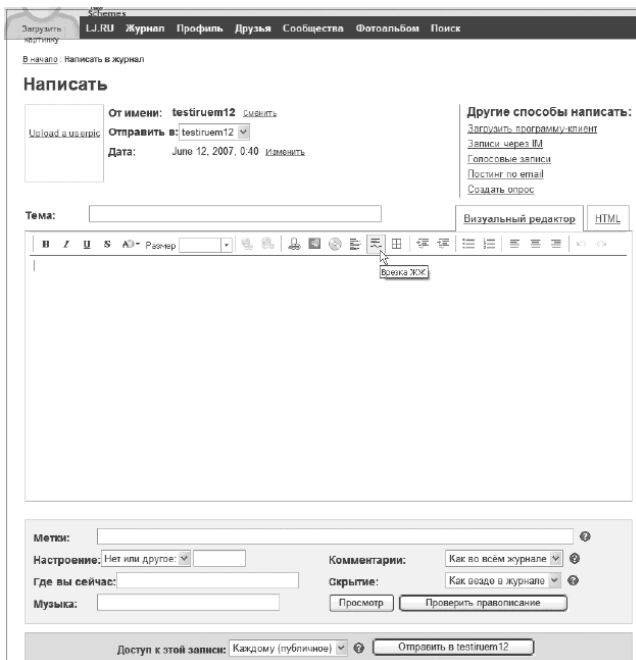 Schemes
Загрузить картинку
LJ.RU Журнал Профиль Друзья Сообщества Фотоальбом Поиск
В начало : Написать в журнал
Написать
Upload a userpic
От имени: testiruem12 Сменить
Отправить в: testiruem12
Дата: June 12, 2007, 0:40 Изменить
Другие способы написать:
Загрузить программу-клиент
Записи через IM
Голосовые записи
Постинг по email
Создать опрос
Тема:
Визуальный редактор HTML
B I U S A Размер
Врезка ЖЖ
Метки:
Настроение: Нет или другое: Комментарии: Как во всём журнале
Где вы сейчас: Скрытие: Как везде в журнале
Музыка: Просмотр Проверить правописание
Доступ к этой записи: Каждому (публичное) Отправить в testiruem12